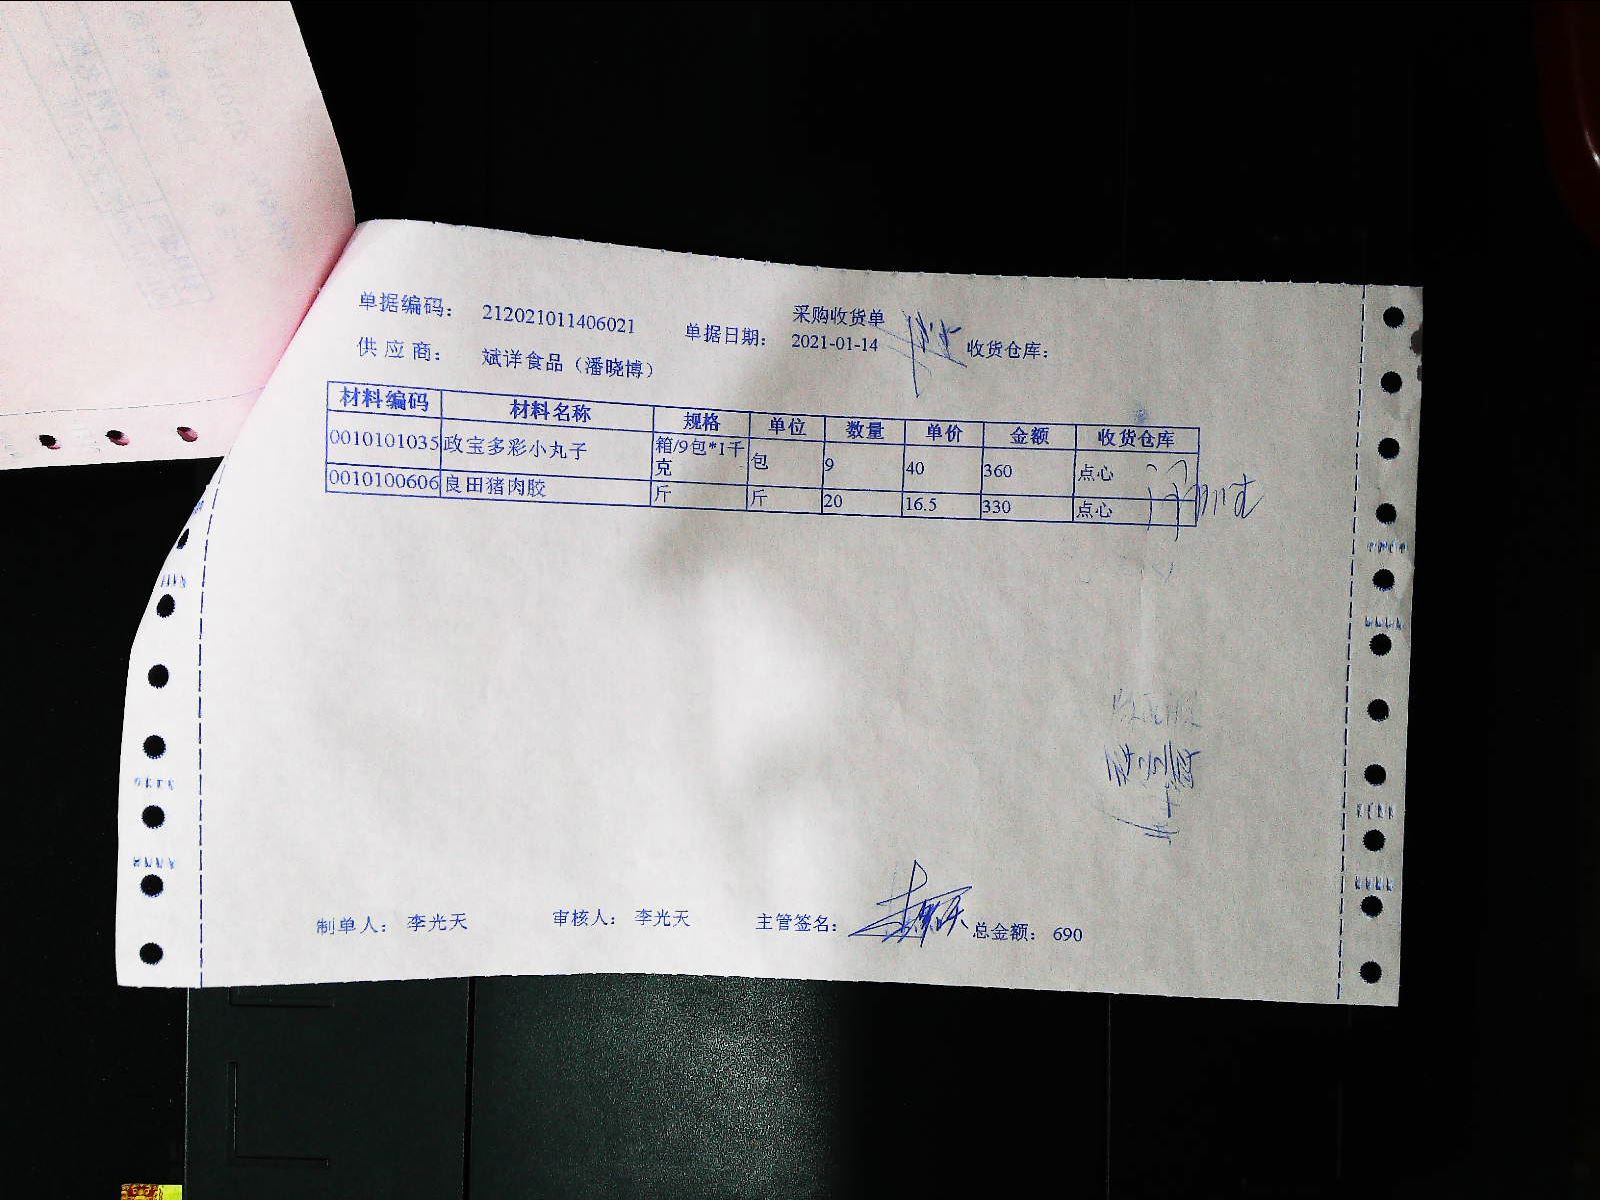 采购收货单
单据编码： 212021011406021 单据日期： 2021-01-14 收货仓库：
供应商： 斌洋食品（潘晓博）
材料编码 材料名称 规格 单位 数量 单价 金额 收货仓库
0010101035 政宝多彩小丸子 箱/9包*1千克 包 9 40 360 点心
0010100606 良田猪肉胶 斤 斤 20 16.5 330 点心
制单人： 李光天 审核人： 李光天 主管签名： 总金额： 690